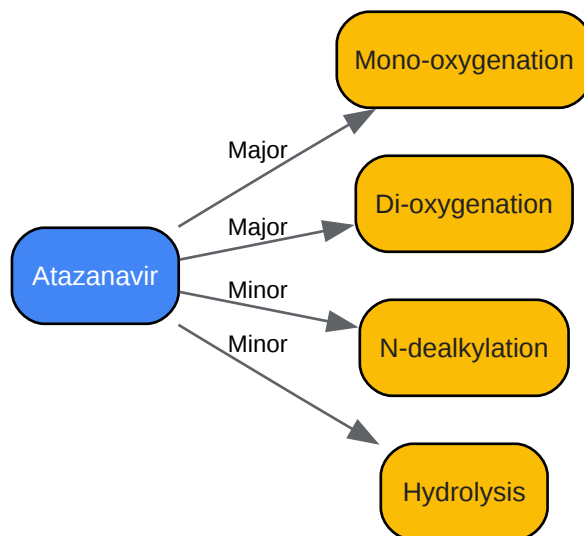 Mono-oxygenation
Major
Di-oxygenation
Major
Atazanavir
Minor
N-dealkylation
Minor
Hydrolysis